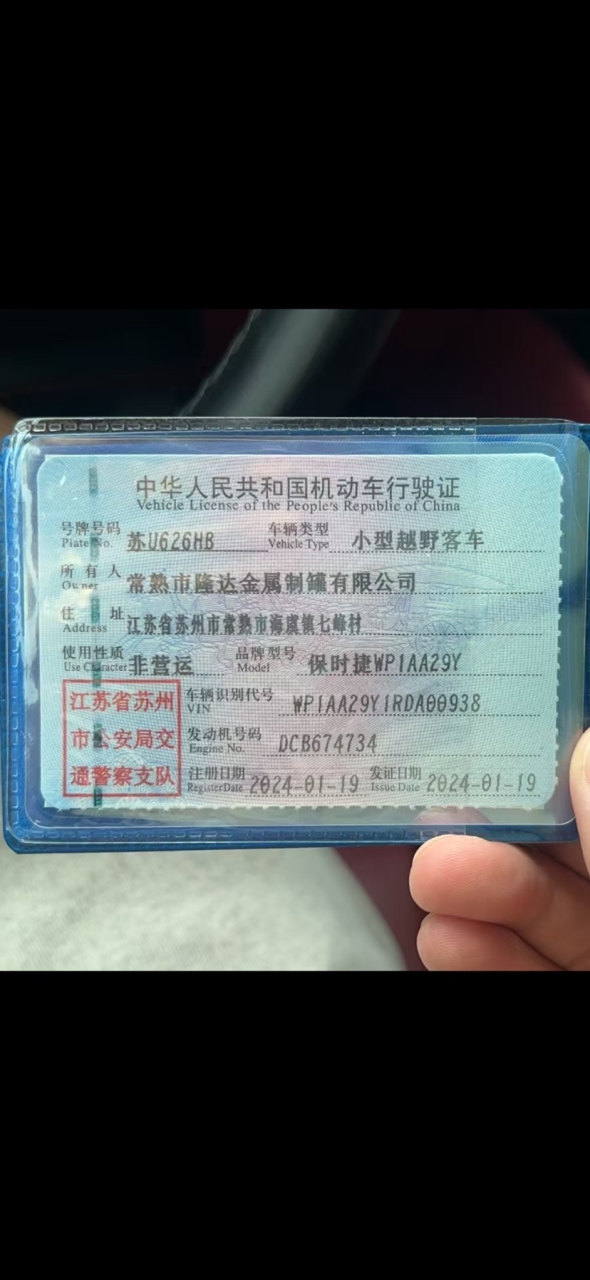 中华人民共和国机动车行驶证
Vehicle License of the People's Republic of China
号牌号码 苏U626HB 车辆类型 小型越野客车
Plate No. Vehicle Type
所有人 常熟市隆达金属制罐有限公司
Owner
住址 江苏省苏州市常熟市海虞镇七峰村
Address
使用性质 非营运 品牌型号 保时捷WP1AA29Y
Use Character Model
江苏省苏州 车辆识别代号 WP1AA29Y1RDA00938
VIN
市公安局交 发动机号码 DCB674734
Engine No.
通警察支队 注册日期 2024-01-19 发证日期 2024-01-19
Register Date Issue Date